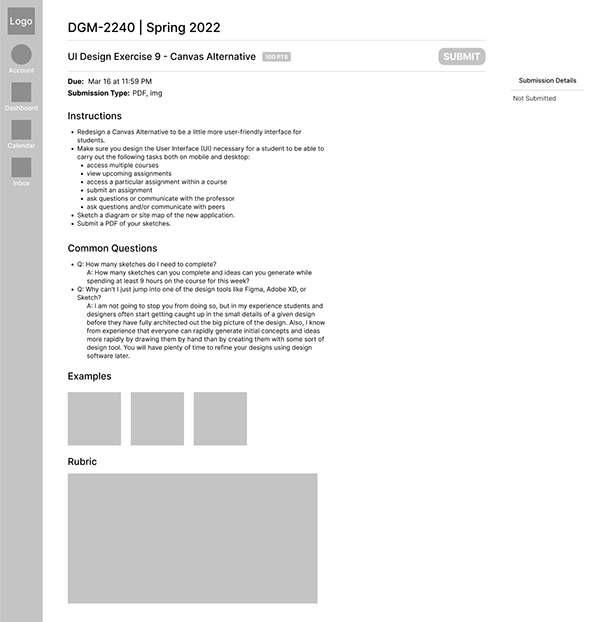 Logo
Account
Dashboard
Calendar
Inbox
DGM-2240 | Spring 2022
UI Design Exercise 9 - Canvas Alternative 100 PTS
SUBMIT
Due: Mar 16 at 11:59 PM
Submission Type: PDF, img
Instructions
• Redesign a Canvas Alternative to be a little more user-friendly interface for
students.
• Make sure you design the User Interface (UI) necessary for a student to be able to
carry out the following tasks both on mobile and desktop:
• access multiple courses
• view upcoming assignments
• access a particular assignment within a course
• submit an assignment
• ask questions or communicate with the professor
• ask questions and/or communicate with peers
• Sketch a diagram or site map of the new application.
• Submit a PDF of your sketches.
Common Questions
• Q: How many sketches do I need to complete?
A: How many sketches can you complete and ideas can you generate while
spending at least 9 hours on the course for this week?
• Q: Why can't I just jump into one of the design tools like Figma, Adobe XD, or
Sketch?
A: I am not going to stop you from doing so, but in my experience students and
designers often start getting caught up in the small details of a given design
before they have fully architected out the big picture of the design. Also, I know
from experience that everyone can rapidly generate initial concepts and ideas
more rapidly by drawing them by hand than by creating them with some sort of
design tool. You will have plenty of time to refine your designs using design
software later.
Examples
Rubric
Submission Details
Not Submitted